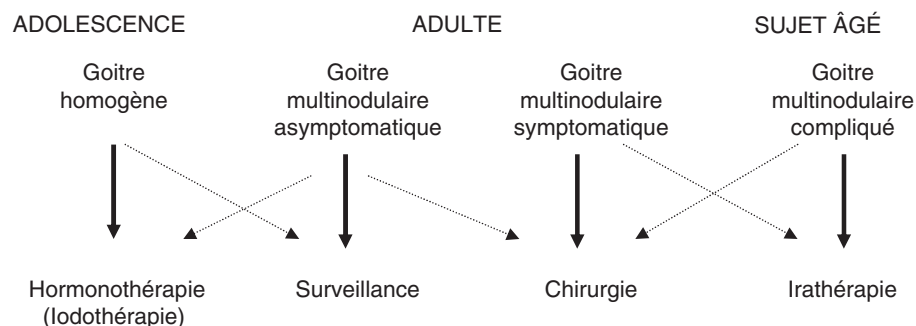 ADOLESCENCE
ADULTE
SUJET ÂGÉ
Goitre
homogène
Goitre
multinodulaire
asymptomatique
Goitre
multinodulaire
symptomatique
Goitre
multinodulaire
compliqué
Hormonothérapie
(Iodothérapie)
Surveillance
Chirurgie
Irathérapie